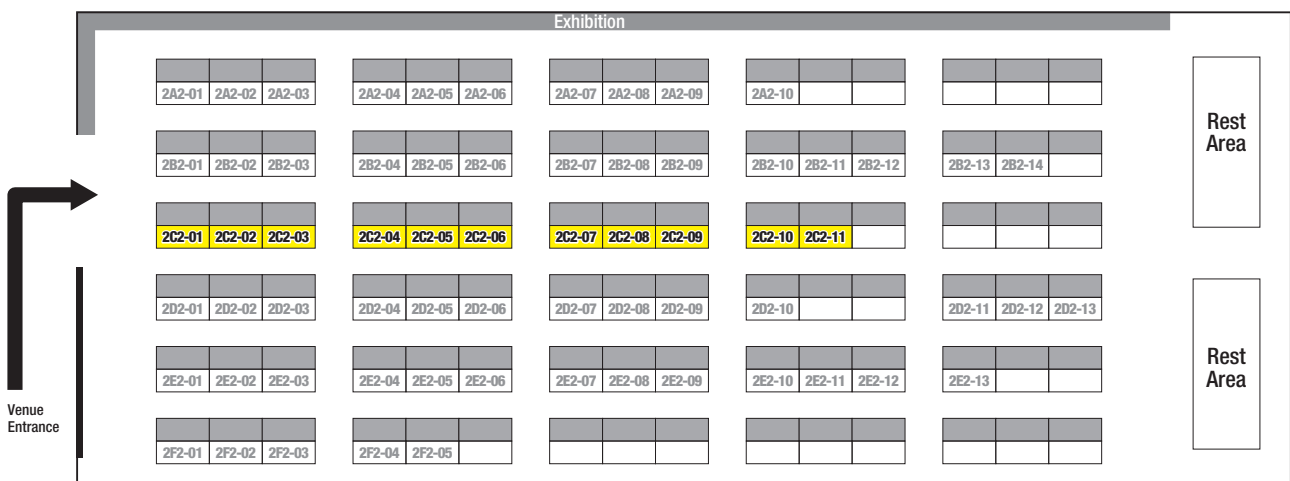 Exhibition
2A2-01 2A2-02 2A2-03 2A2-04 2A2-05 2A2-06 2A2-07 2A2-08 2A2-09 2A2-10
Rest
Area
2B2-01 2B2-02 2B2-03 2B2-04 2B2-05 2B2-06 2B2-07 2B2-08 2B2-09 2B2-10 2B2-11 2B2-12 2B2-13 2B2-14
2C2-01 2C2-02 2C2-03 2C2-04 2C2-05 2C2-06 2C2-07 2C2-08 2C2-09 2C2-10 2C2-11
2D2-01 2D2-02 2D2-03 2D2-04 2D2-05 2D2-06 2D2-07 2D2-08 2D2-09 2D2-10 2D2-11 2D2-12 2D2-13
Rest
Area
2E2-01 2E2-02 2E2-03 2E2-04 2E2-05 2E2-06 2E2-07 2E2-08 2E2-09 2E2-10 2E2-11 2E2-12 2E2-13
Venue
Entrance
2F2-01 2F2-02 2F2-03 2F2-04 2F2-05